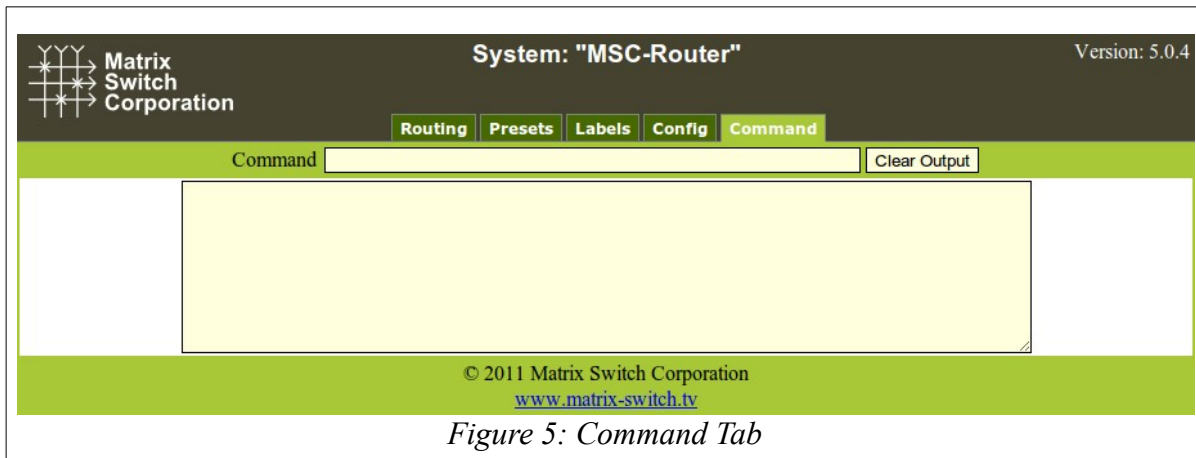 Matrix
Switch
Corporation
System: "MSC-Router"
Version: 5.0.4
Routing Presets Labels Config Command
Command Clear Output
© 2011 Matrix Switch Corporation
www.matrix-switch.tv
Figure 5: Command Tab